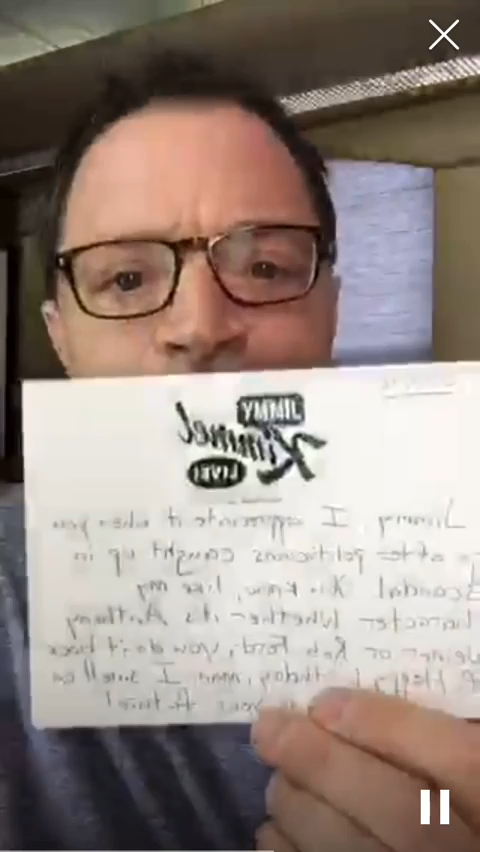 JIMMY
Kimmel
LIVE!
Jimmy, I appreciate it when you
after politicians caught up in
Scandal. You know, like my
character. Whether it's Anthony
Weiner or Rob Ford, you don't back
Happy birthday, man. I smell
your future!